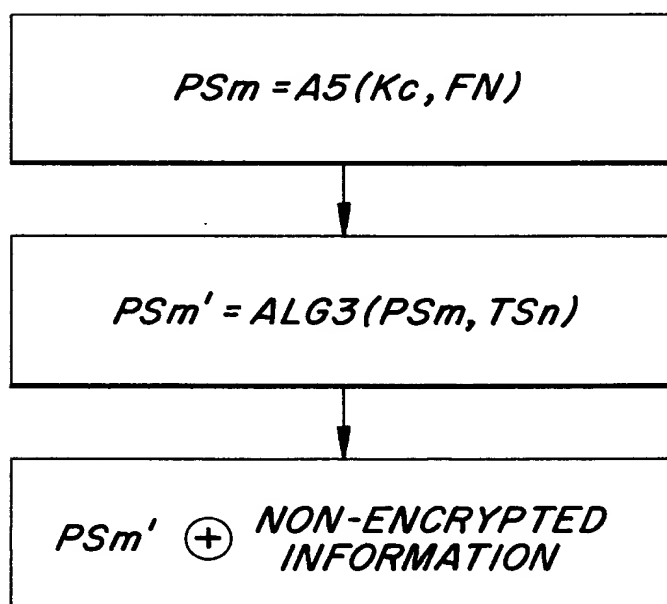 PSm = A5(Kc, FN)
PSm' = ALG3(PSm, TSn)
PSm' ⊕ NON-ENCRYPTED
INFORMATION